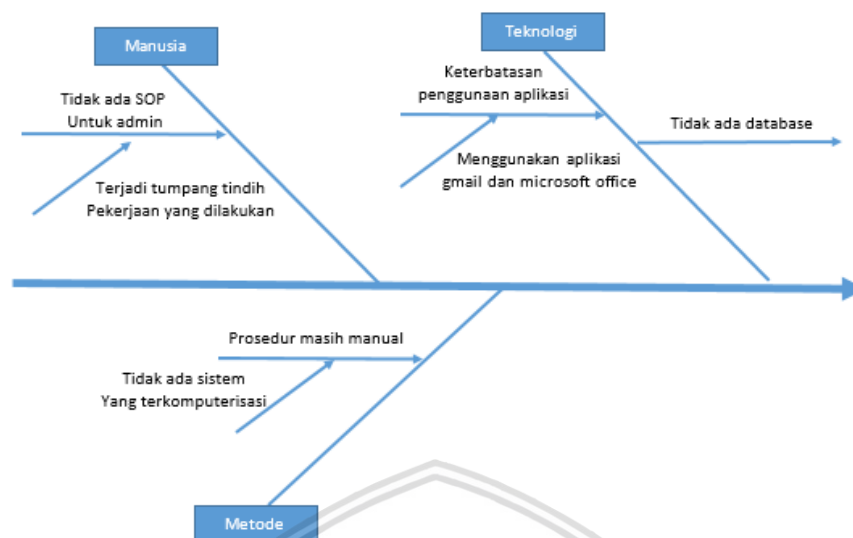 Manusia
Tidak ada SOP
Untuk admin
Terjadi tumpang tindih
Pekerjaan yang dilakukan
Teknologi
Keterbatasan
penggunaan aplikasi
Menggunakan aplikasi
gmail dan microsoft office
Tidak ada database
Prosedur masih manual
Tidak ada sistem
Yang terkomputerisasi
Metode